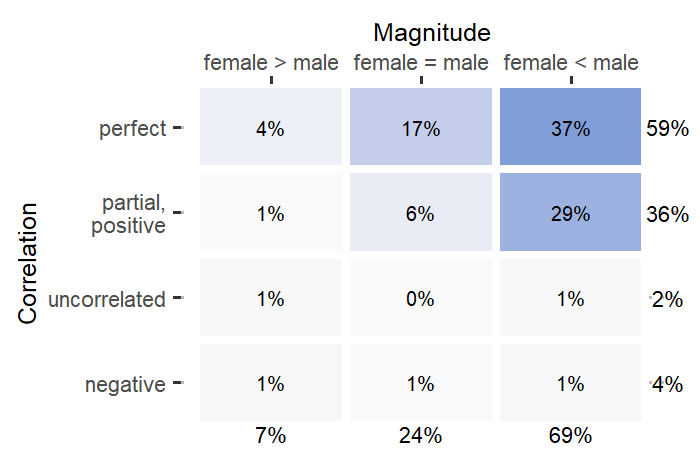 Magnitude
female > male female = male female < male
perfect 4% 17% 37% 59%
partial,
positive 1% 6% 29% 36%
Correlation
uncorrelated 1% 0% 1% 2%
negative 1% 1% 1% 4%
7% 24% 69%